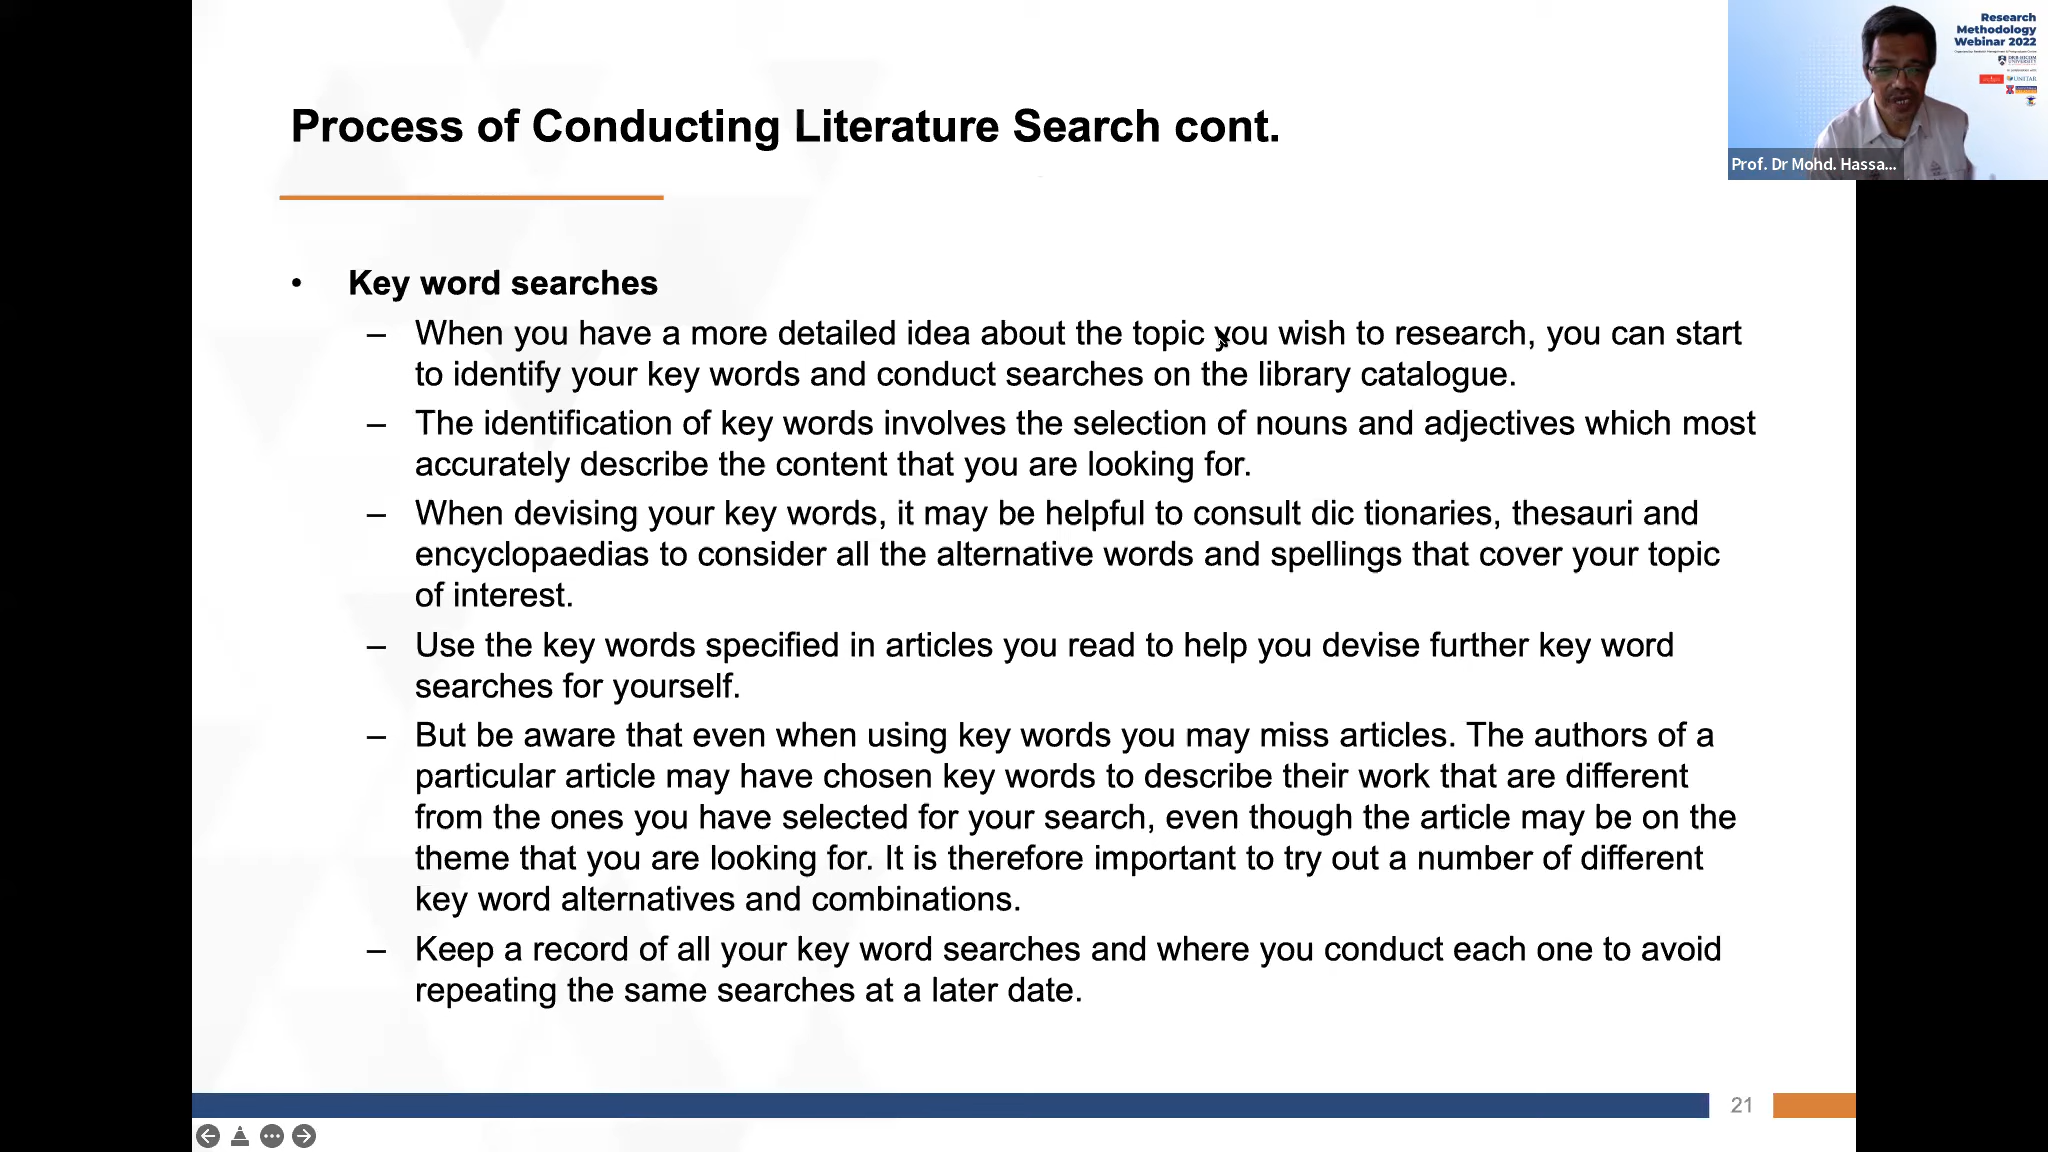 Process of Conducting Literature Search cont.
Research
Methodology
Webinar 2022
UNITAR
Prof. Dr Mohd. Hassa...
• Key word searches
– When you have a more detailed idea about the topic you wish to research, you can start
to identify your key words and conduct searches on the library catalogue.
– The identification of key words involves the selection of nouns and adjectives which most
accurately describe the content that you are looking for.
– When devising your key words, it may be helpful to consult dic tionaries, thesauri and
encyclopaedias to consider all the alternative words and spellings that cover your topic
of interest.
– Use the key words specified in articles you read to help you devise further key word
searches for yourself.
– But be aware that even when using key words you may miss articles. The authors of a
particular article may have chosen key words to describe their work that are different
from the ones you have selected for your search, even though the article may be on the
theme that you are looking for. It is therefore important to try out a number of different
key word alternatives and combinations.
– Keep a record of all your key word searches and where you conduct each one to avoid
repeating the same searches at a later date.
21